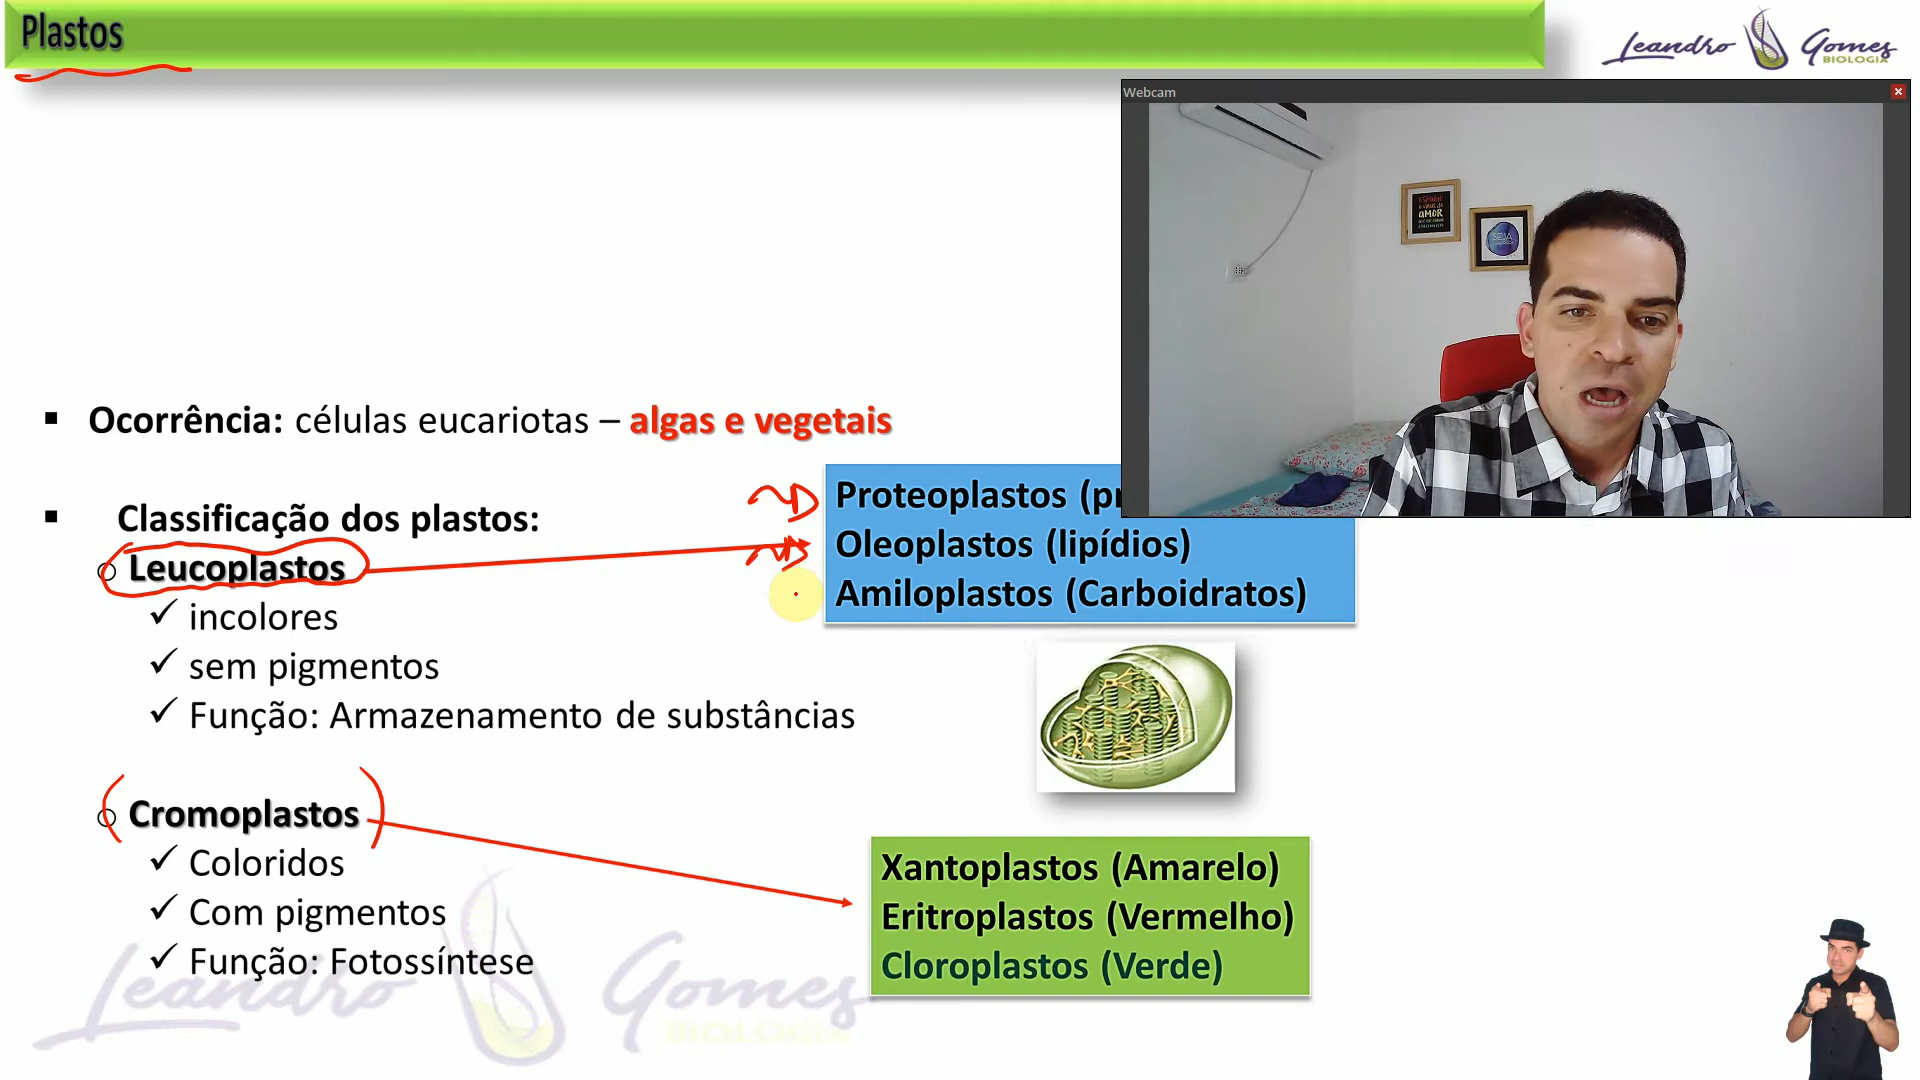 Plastos
Leandro Gomes
BIOLOGIA
Webcam
AMOR
SEJA
Ocorrência: células eucariotas – algas e vegetais
Classificação dos plastos:
Proteoplastos (pr
Oleoplastos (lipídios)
Amiloplastos (Carboidratos)
Leucoplastos
incolores
sem pigmentos
Função: Armazenamento de substâncias
Cromoplastos
Coloridos
Com pigmentos
Função: Fotossíntese
Xantoplastos (Amarelo)
Eritroplastos (Vermelho)
Cloroplastos (Verde)
Leandro Gomes
BIOLOGIA